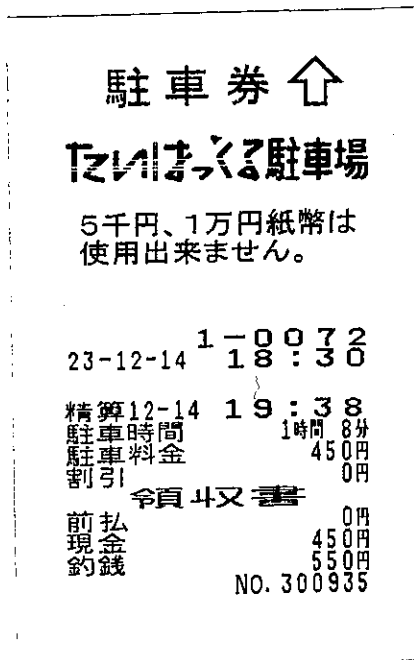 駐車券
たいはっくる駐車場
5千円、1万円紙幣は
使用出来ません。
1-0072
23-12-14 18:30
精算12-14 19:38
駐車時間 1時間 8分
駐車料金 450円
割引 0円
領収書
前払 0円
現金 450円
釣銭 550円
NO.300935